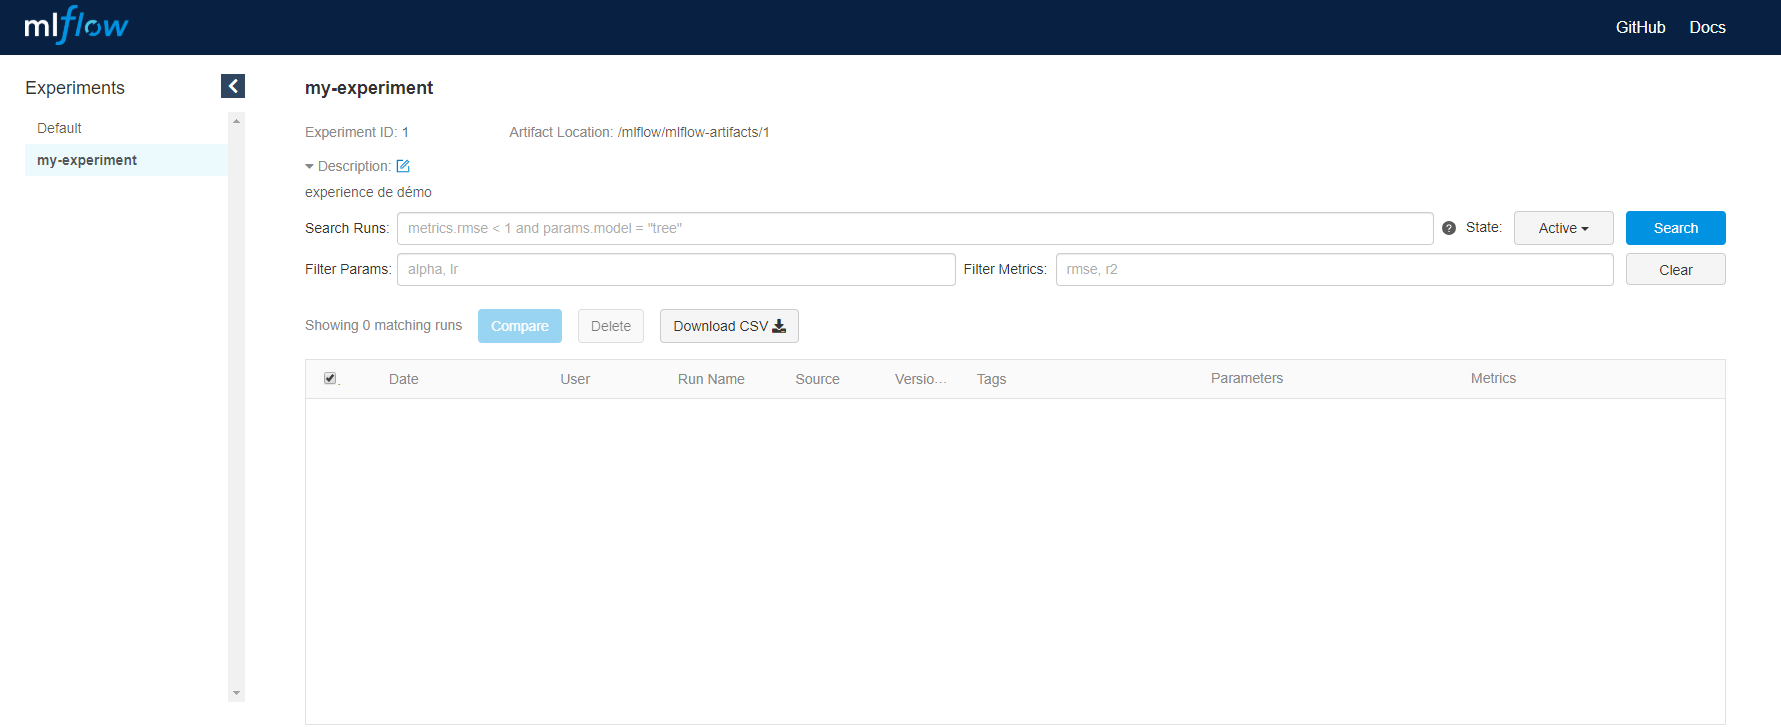 mlflow
GitHub Docs
Experiments
Default
my-experiment
my-experiment
Experiment ID: 1 Artifact Location: /mlflow/mlflow-artifacts/1
Description:
experience de démo
Search Runs: metrics.rmse < 1 and params.model = "tree" ? State: Active Search
Filter Params: alpha, lr Filter Metrics: rmse, r2 Clear
Showing 0 matching runs Compare Delete Download CSV
Date User Run Name Source Versio... Tags Parameters Metrics